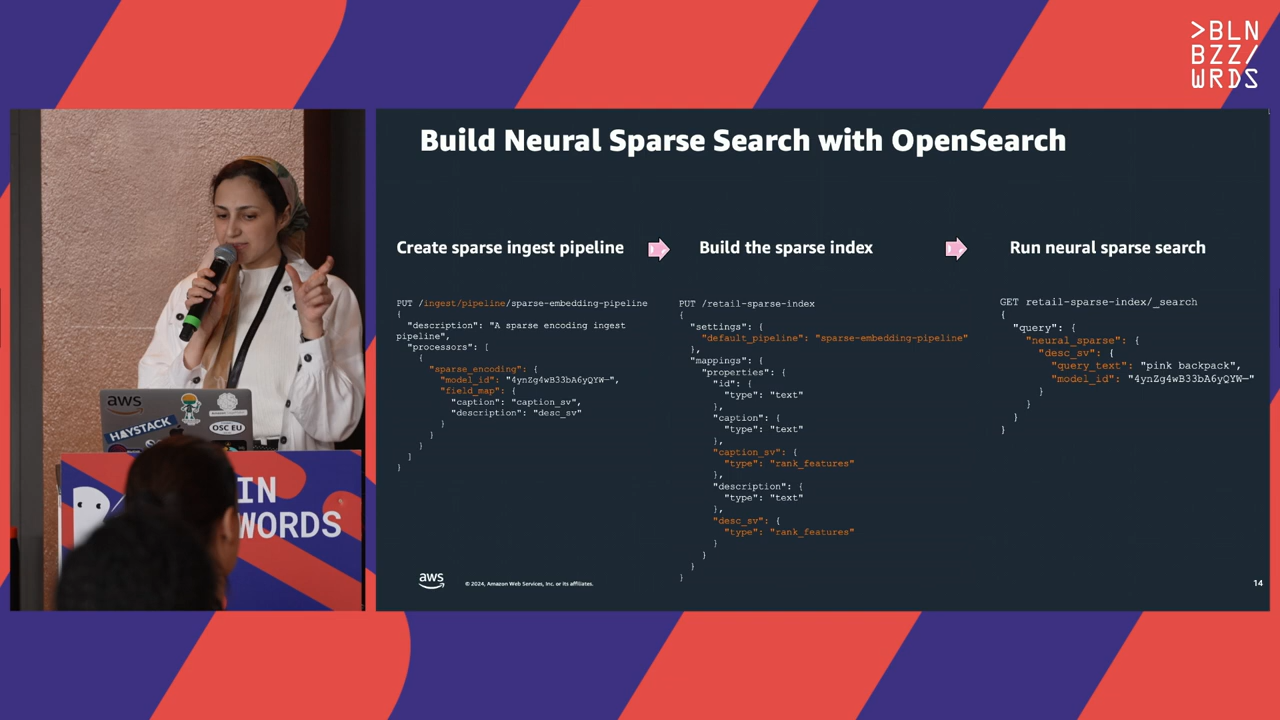 >BLN
BZZ/
WRDS
Build Neural Sparse Search with OpenSearch
Create sparse ingest pipeline
PUT /ingest/pipeline/sparse-embedding-pipeline
{
"description": "A sparse encoding ingest
pipeline",
"processors": [
{
"sparse_encoding": {
"model_id": "4ynZg4wB33bA6yQYW—",
"field_map": {
"caption": "caption_sv",
"description": "desc_sv"
}
}
}
]
}
Build the sparse index
PUT /retail-sparse-index
{
"settings": {
"default_pipeline": "sparse-embedding-pipeline"
},
"mappings": {
"properties": {
"id": {
"type": "text"
},
"caption": {
"type": "text"
},
"caption_sv": {
"type": "rank_features"
},
"description": {
"type": "text"
},
"desc_sv": {
"type": "rank_features"
}
}
}
}
Run neural sparse search
GET retail-sparse-index/_search
{
"query": {
"neural_sparse": {
"desc_sv": {
"query_text": "pink backpack",
"model_id": "4ynZg4wB33bA6yQYW—"
}
}
}
}
aws
© 2024, Amazon Web Services, Inc. or its affiliates.
14
aws
HAYSTACK
OSC EU
IN
WORDS